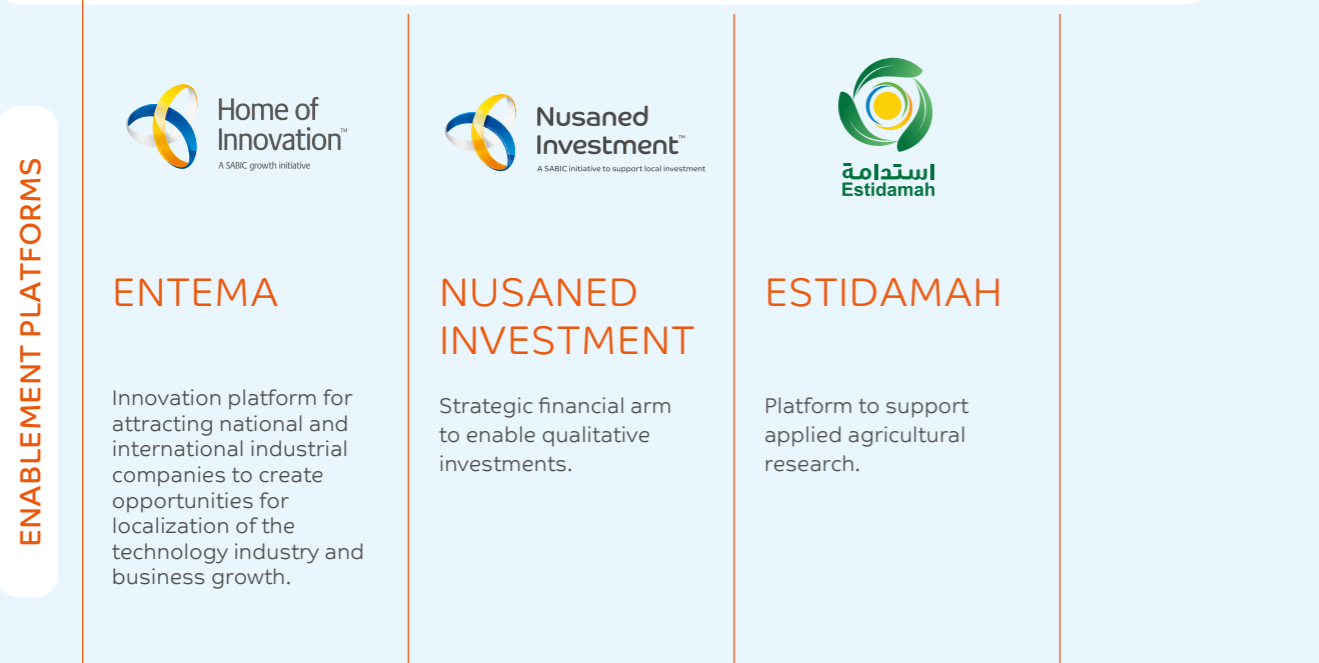 ENABLEMENT PLATFORMS
Home of
Innovation™
A SABIC growth initiative
ENTEMA
Innovation platform for
attracting national and
international industrial
companies to create
opportunities for
localization of the
technology industry and
business growth.
Nusaned
Investment™
A SABIC initiative to support local investment
NUSANED
INVESTMENT
Strategic financial arm
to enable qualitative
investments.
استدامة
Estidamah
ESTIDAMAH
Platform to support
applied agricultural
research.